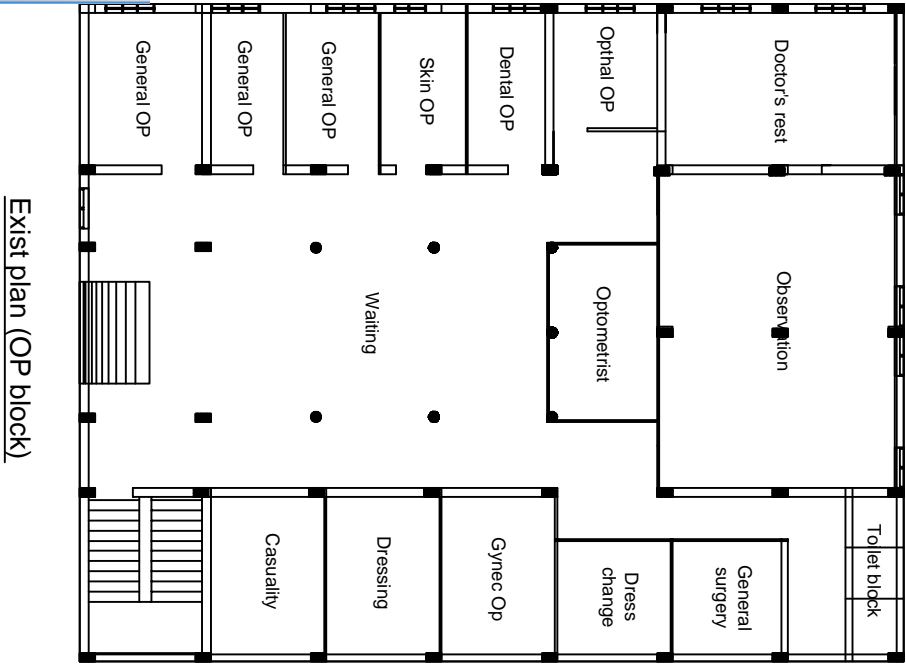 General OP
General OP
General OP
Skin OP
Dental OP
Opthal OP
Doctor's rest
Waiting
Optometrist
Observation
Casuality
Dressing
Gynec Op
Dress
change
General
surgery
Toilet block
Exist plan (OP block)